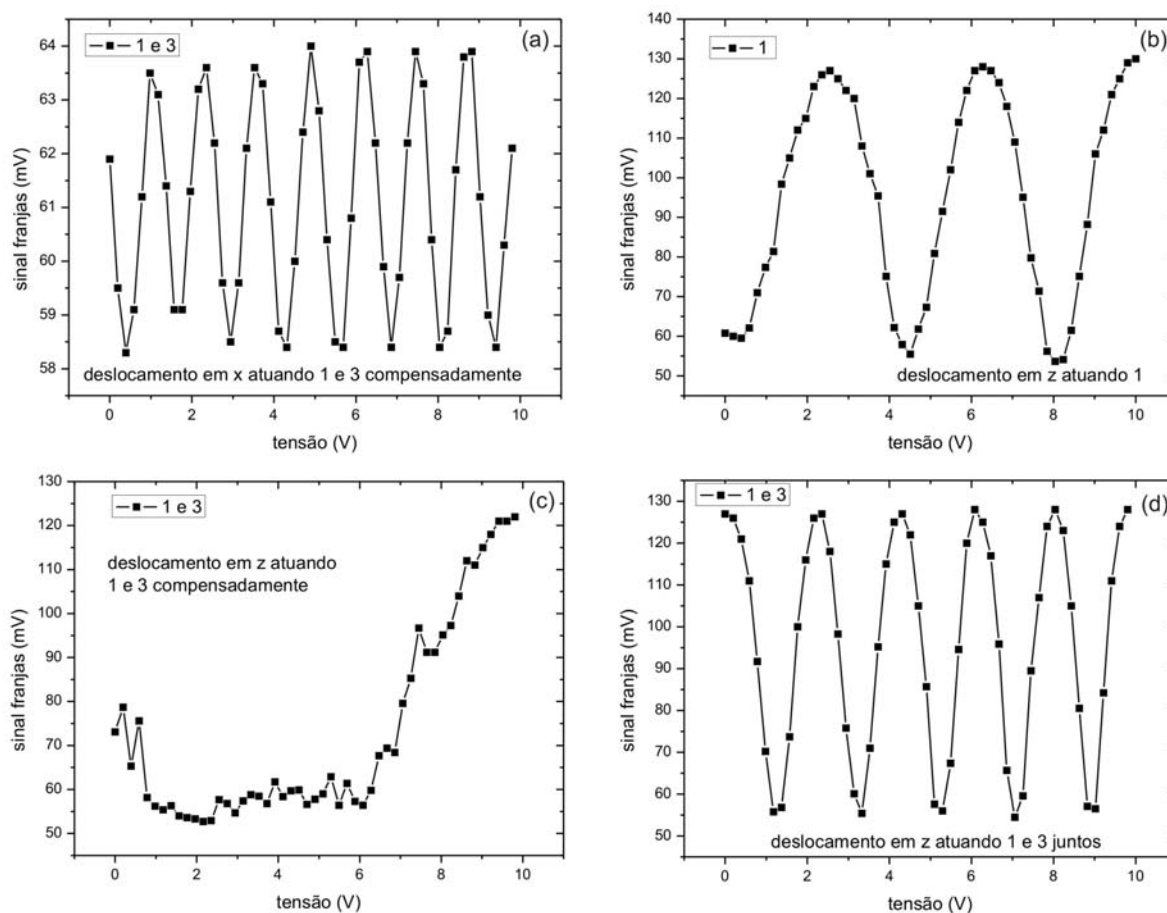 (a)
1 e 3
64
63
62
61
60
59
58
sinal franjas (mV)
deslocamento em x atuando 1 e 3 compensadamente
0 2 4 6 8 10
tensão (V)
(b)
1
140
130
120
110
100
90
80
70
60
50
sinal franjas (mV)
deslocamento em z atuando 1
0 2 4 6 8 10
tensão (V)
(c)
1 e 3
deslocamento em z atuando
1 e 3 compensadamente
130
120
110
100
90
80
70
60
50
sinal franjas (mV)
0 2 4 6 8 10
tensão (V)
(d)
1 e 3
130
120
110
100
90
80
70
60
50
sinal franjas (mV)
deslocamento em z atuando 1 e 3 juntos
0 2 4 6 8 10
tensão (V)